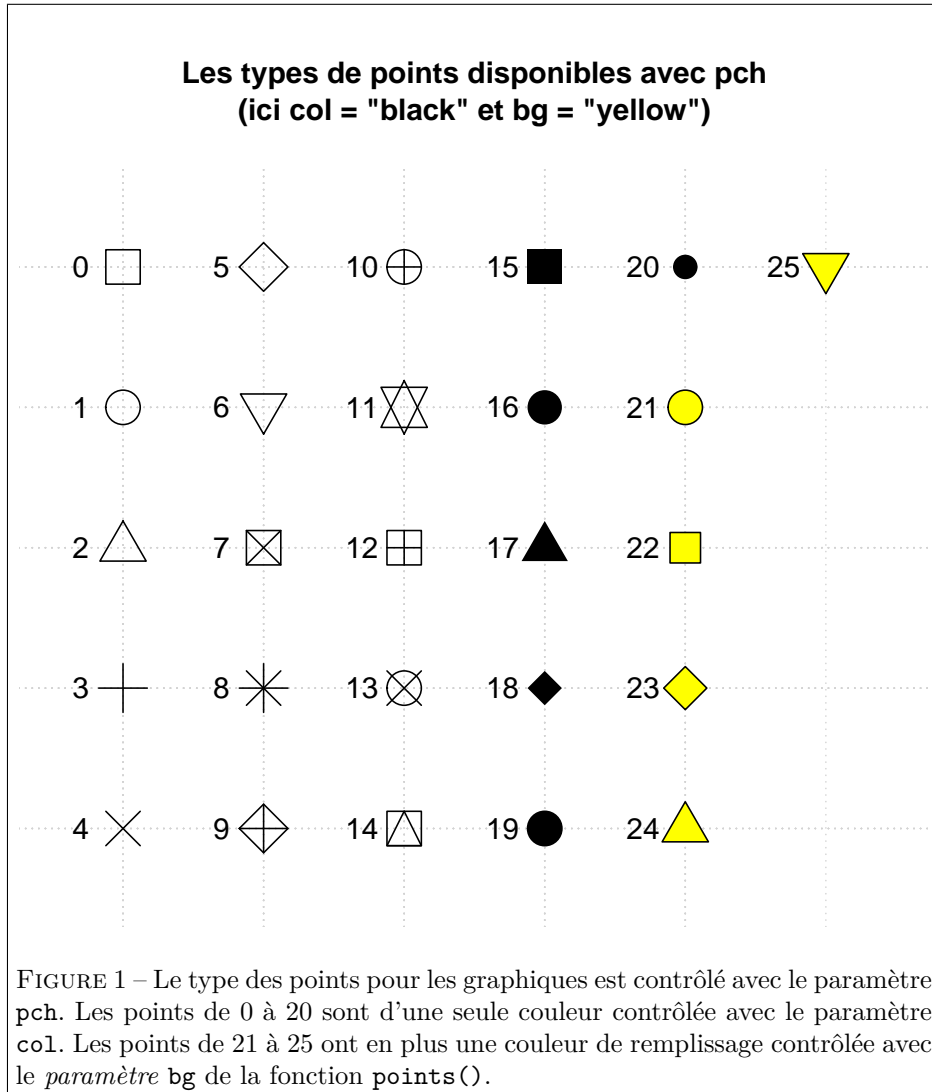 Les types de points disponibles avec pch
(ici col = "black" et bg = "yellow")
0 5 10 15 20 25
1 6 11 16 21
2 7 12 17 22
3 8 13 18 23
4 9 14 19 24
FIGURE 1 – Le type des points pour les graphiques est contrôlé avec le paramètre
pch. Les points de 0 à 20 sont d'une seule couleur contrôlée avec le paramètre
col. Les points de 21 à 25 ont en plus une couleur de remplissage contrôlée avec
le paramètre bg de la fonction points().